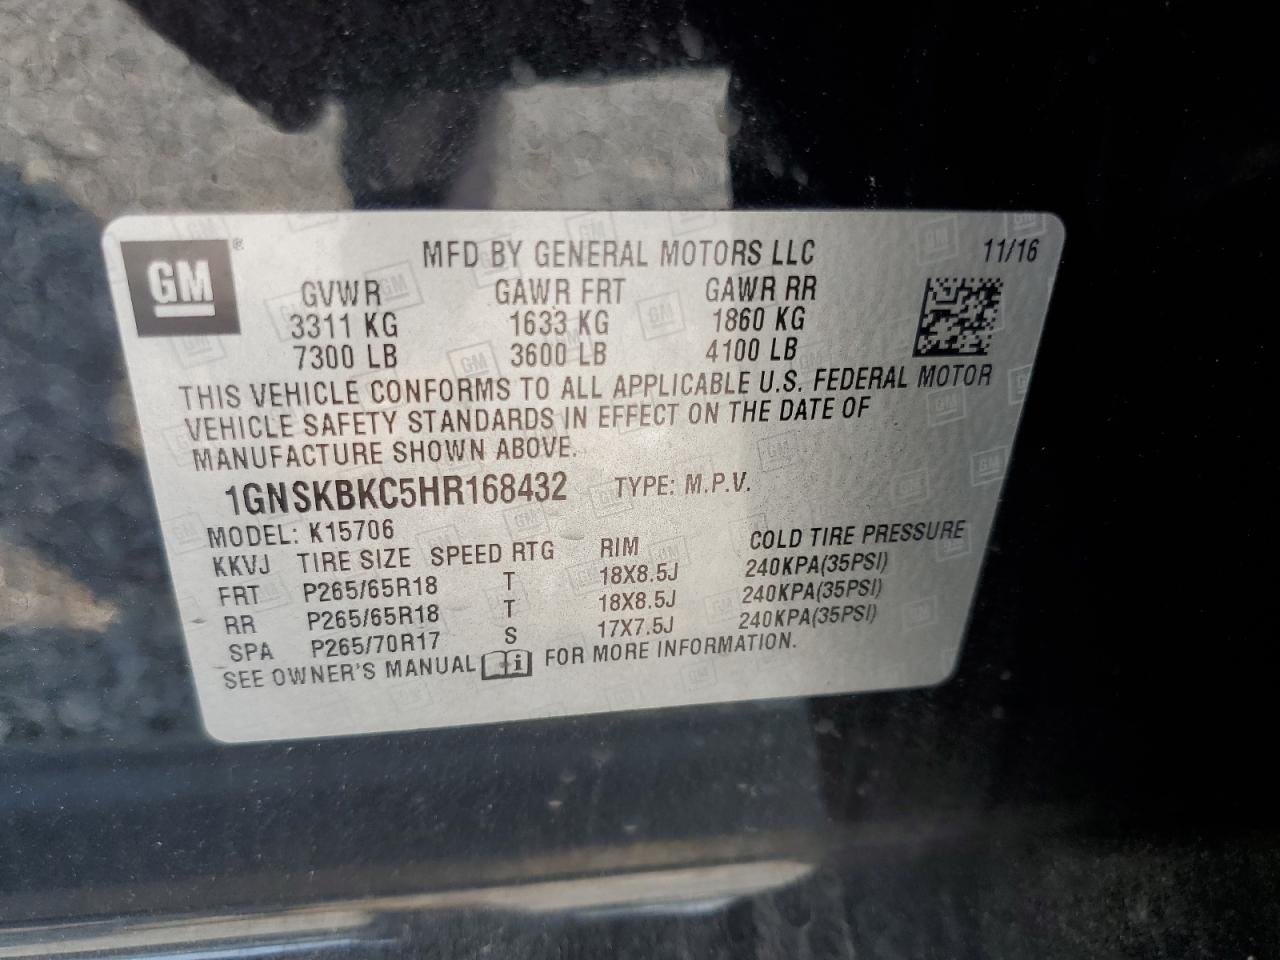 GM®
MFD BY GENERAL MOTORS LLC 11/16
GVWR GAWR FRT GAWR RR
3311 KG 1633 KG 1860 KG
7300 LB 3600 LB 4100 LB
THIS VEHICLE CONFORMS TO ALL APPLICABLE U.S. FEDERAL MOTOR
VEHICLE SAFETY STANDARDS IN EFFECT ON THE DATE OF
MANUFACTURE SHOWN ABOVE.
1GNSKBKC5HR168432 TYPE: M.P.V.
MODEL: K15706
KKVJ TIRE SIZE SPEED RTG RIM COLD TIRE PRESSURE
FRT P265/65R18 T 18X8.5J 240KPA(35PSI)
RR P265/65R18 T 18X8.5J 240KPA(35PSI)
SPA P265/70R17 S 17X7.5J 240KPA(35PSI)
SEE OWNER'S MANUAL i FOR MORE INFORMATION.